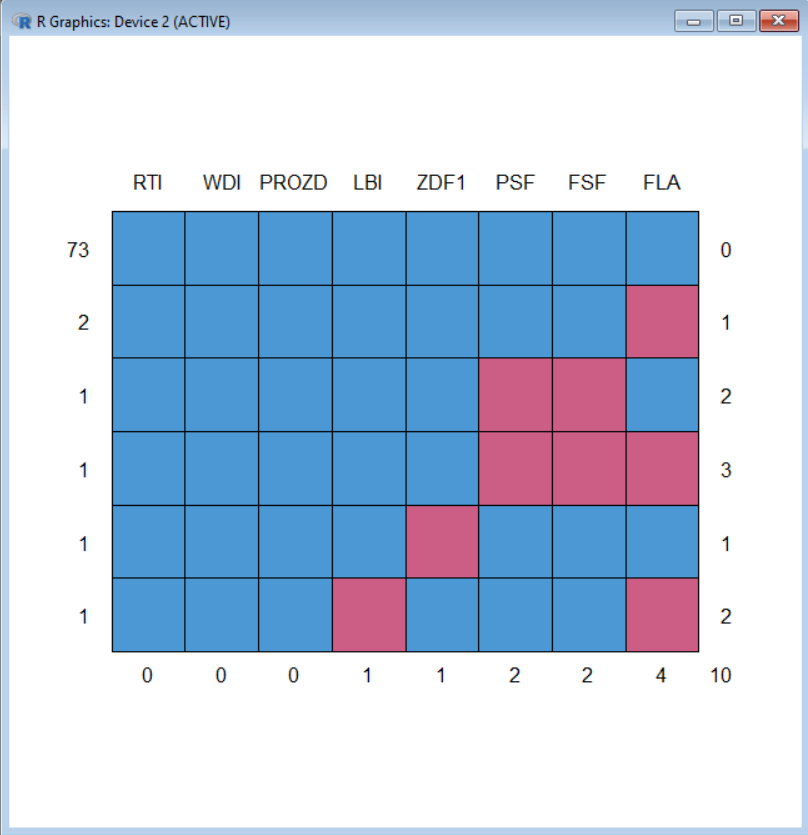 R Graphics: Device 2 (ACTIVE)
RTI WDI PROZD LBI ZDF1 PSF FSF FLA
73 0
2 1
1 2
1 3
1 1
1 2
0 0 0 1 1 2 2 4 10